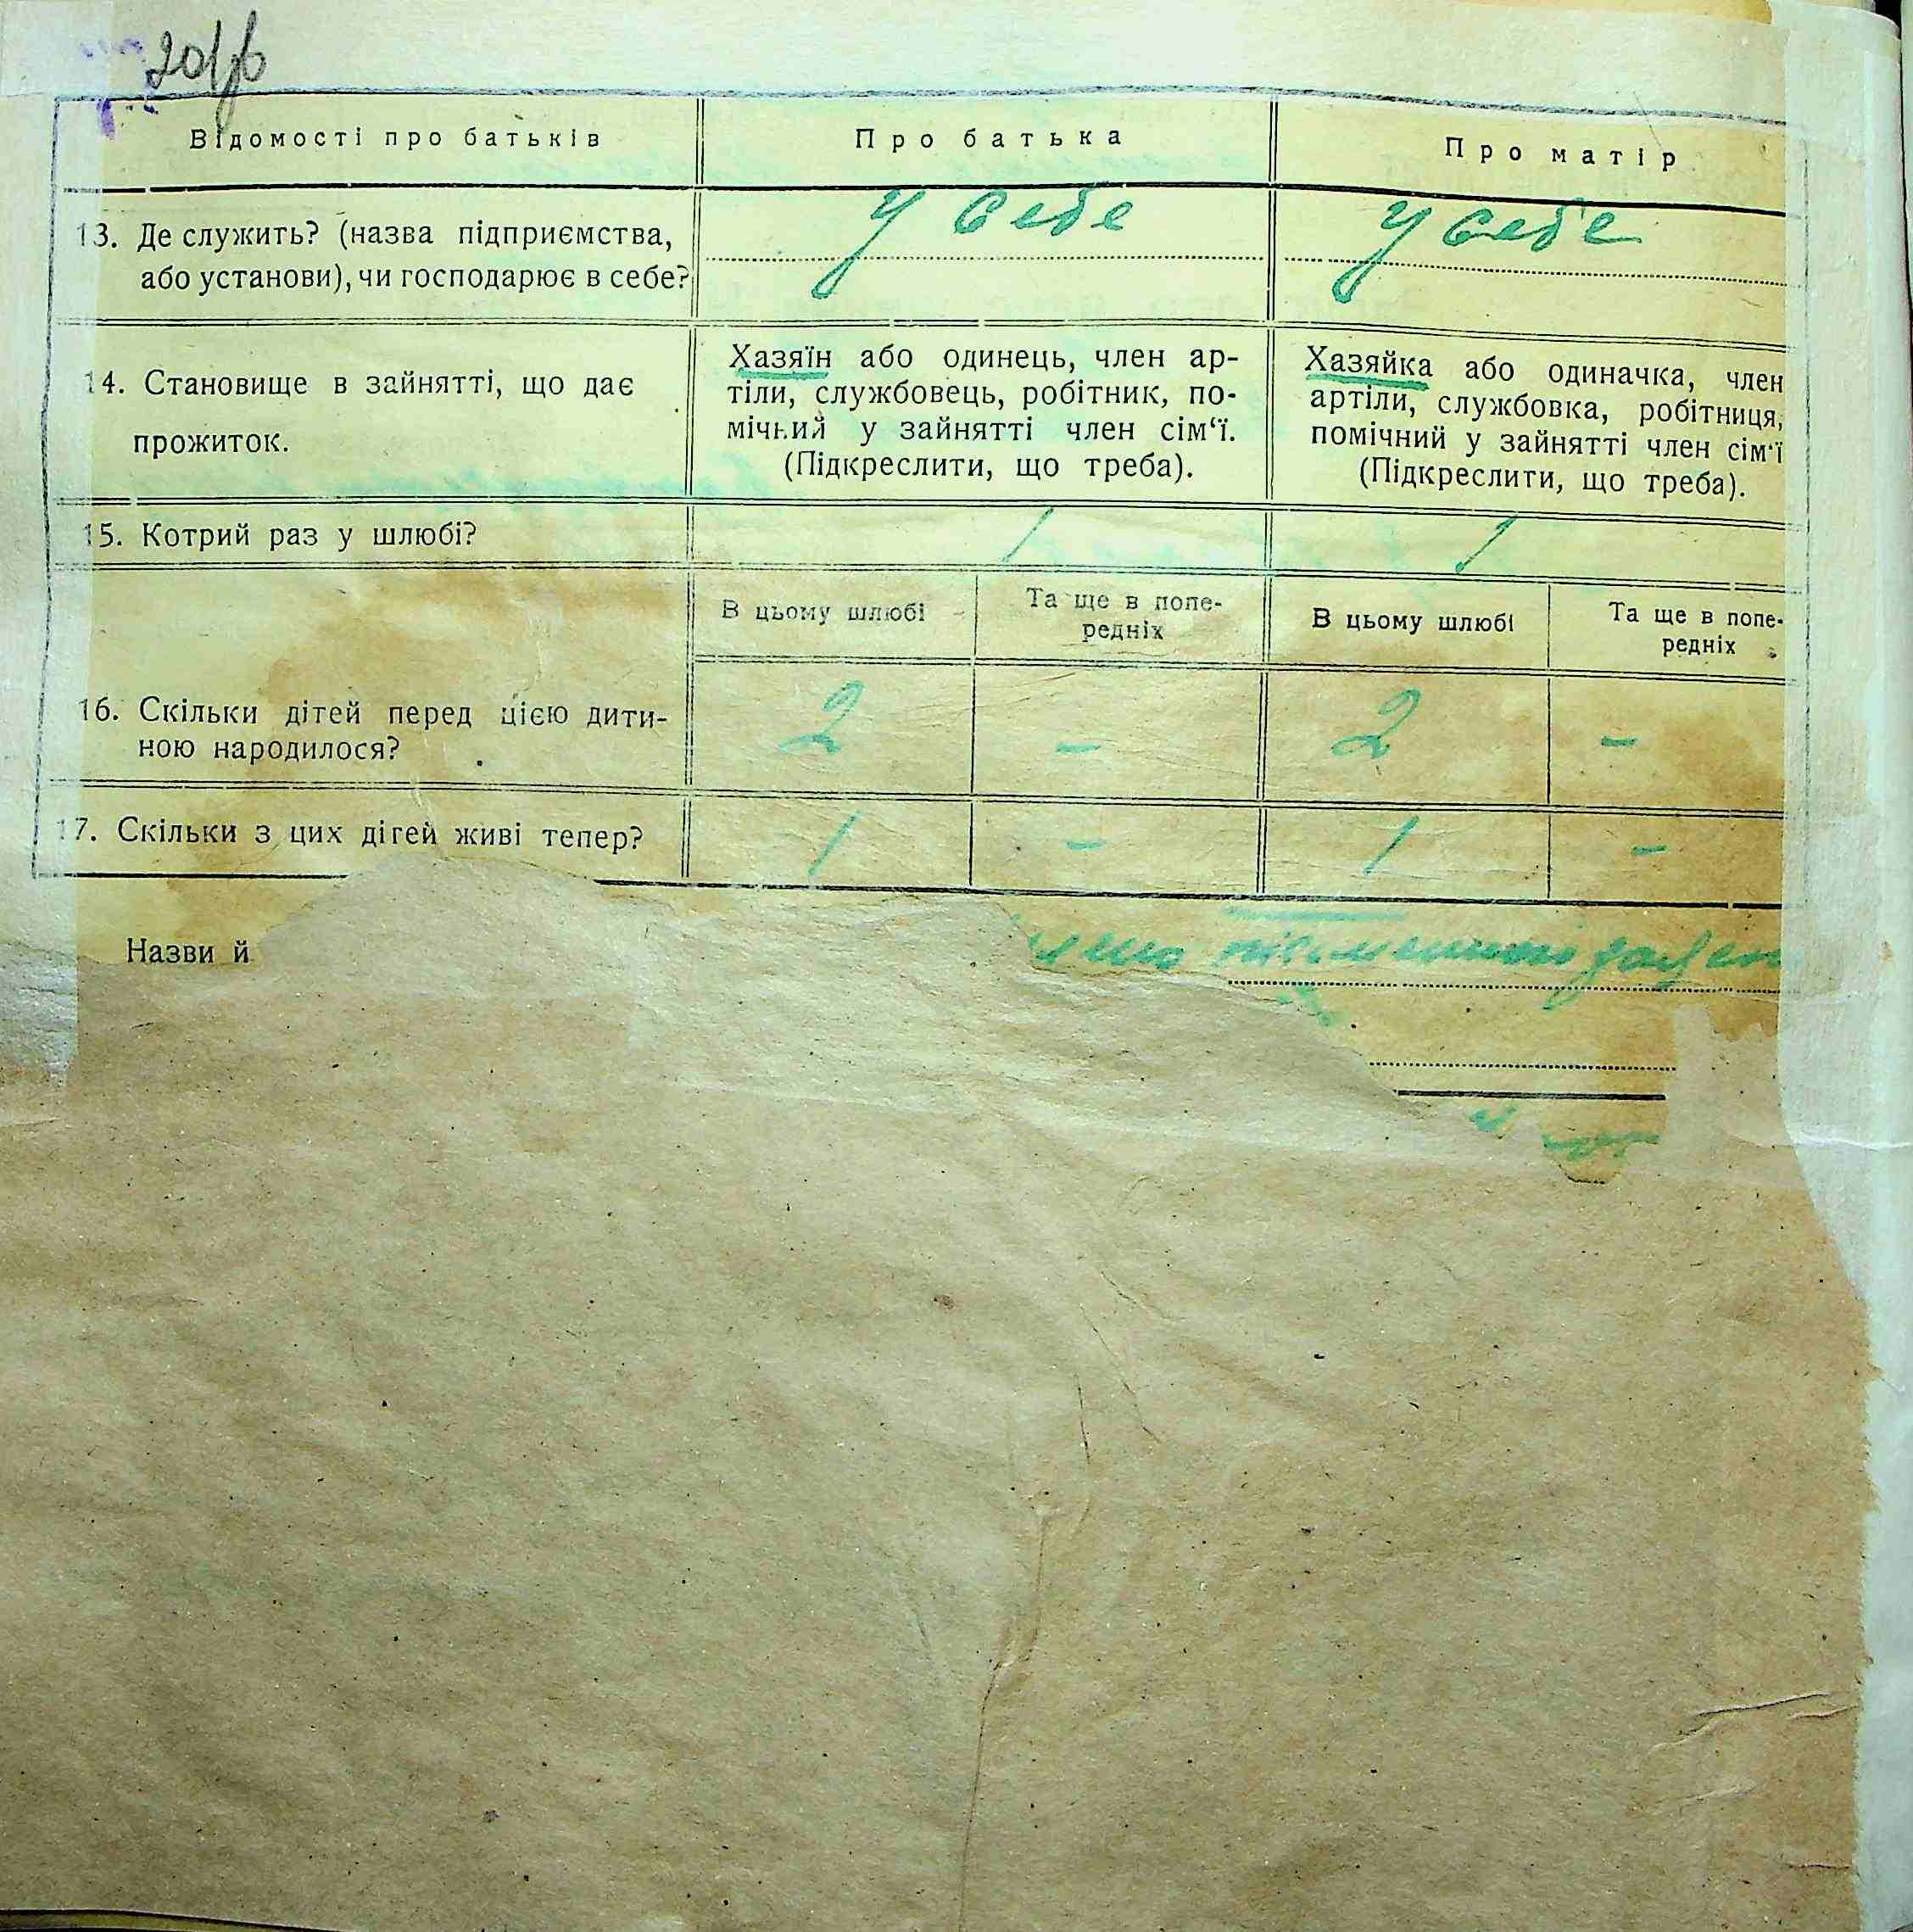 Відомості про батьків
Про батька
Про матір
13. Де служить? (назва підприємства,
або установи), чи господарює в себе?
у себе
у себе
14. Становище в зайнятті, що дає
прожиток.
Хазяїн або одинець, член ар-
тіли, службовець, робітник, по-
мічний у зайнятті член сім‘ї.
(Підкреслити, що треба).
Хазяйка або одиначка, член
артіли, службовка, робітниця,
помічний у зайнятті член сім‘ї
(Підкреслити, що треба).
15. Котрий раз у шлюбі?
1
1
В цьому шлюбі
Та ще в попе-
редніх
В цьому шлюбі
Та ще в попе-
редніх
16. Скільки дітей перед цією дити-
ною народилося?
2
-
2
-
17. Скільки з цих дітей живі тепер?
1
-
1
-
Назви й